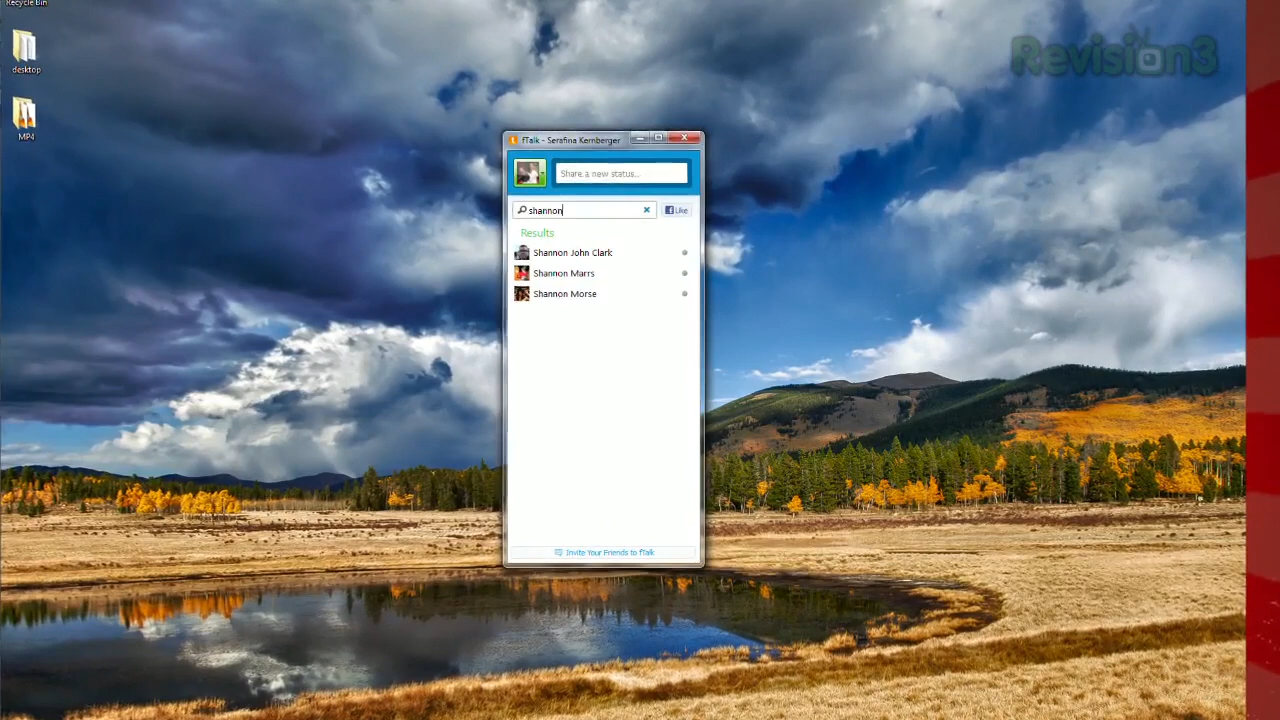 Recycle Bin
desktop
MP4
Revision3
fTalk - Serafina Kernberger
Share a new status...
shannon
Like
Results
Shannon John Clark
Shannon Marrs
Shannon Morse
Invite Your Friends to fTalk